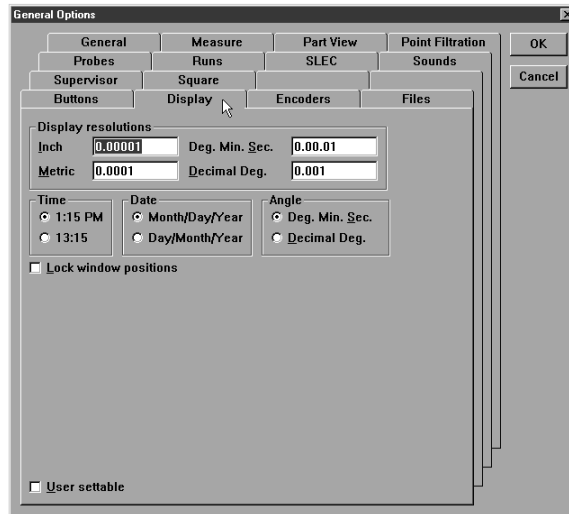 General Options
General Measure Part View Point Filtration
Probes Runs SLEC Sounds
Supervisor Square
Buttons Display Encoders Files
OK
Cancel
Display resolutions
Inch 0.00001 Deg. Min. Sec. 0.00.01
Metric 0.0001 Decimal Deg. 0.001
Time Date Angle
1:15 PM Month/Day/Year Deg. Min. Sec.
13:15 Day/Month/Year Decimal Deg.
Lock window positions
User settable